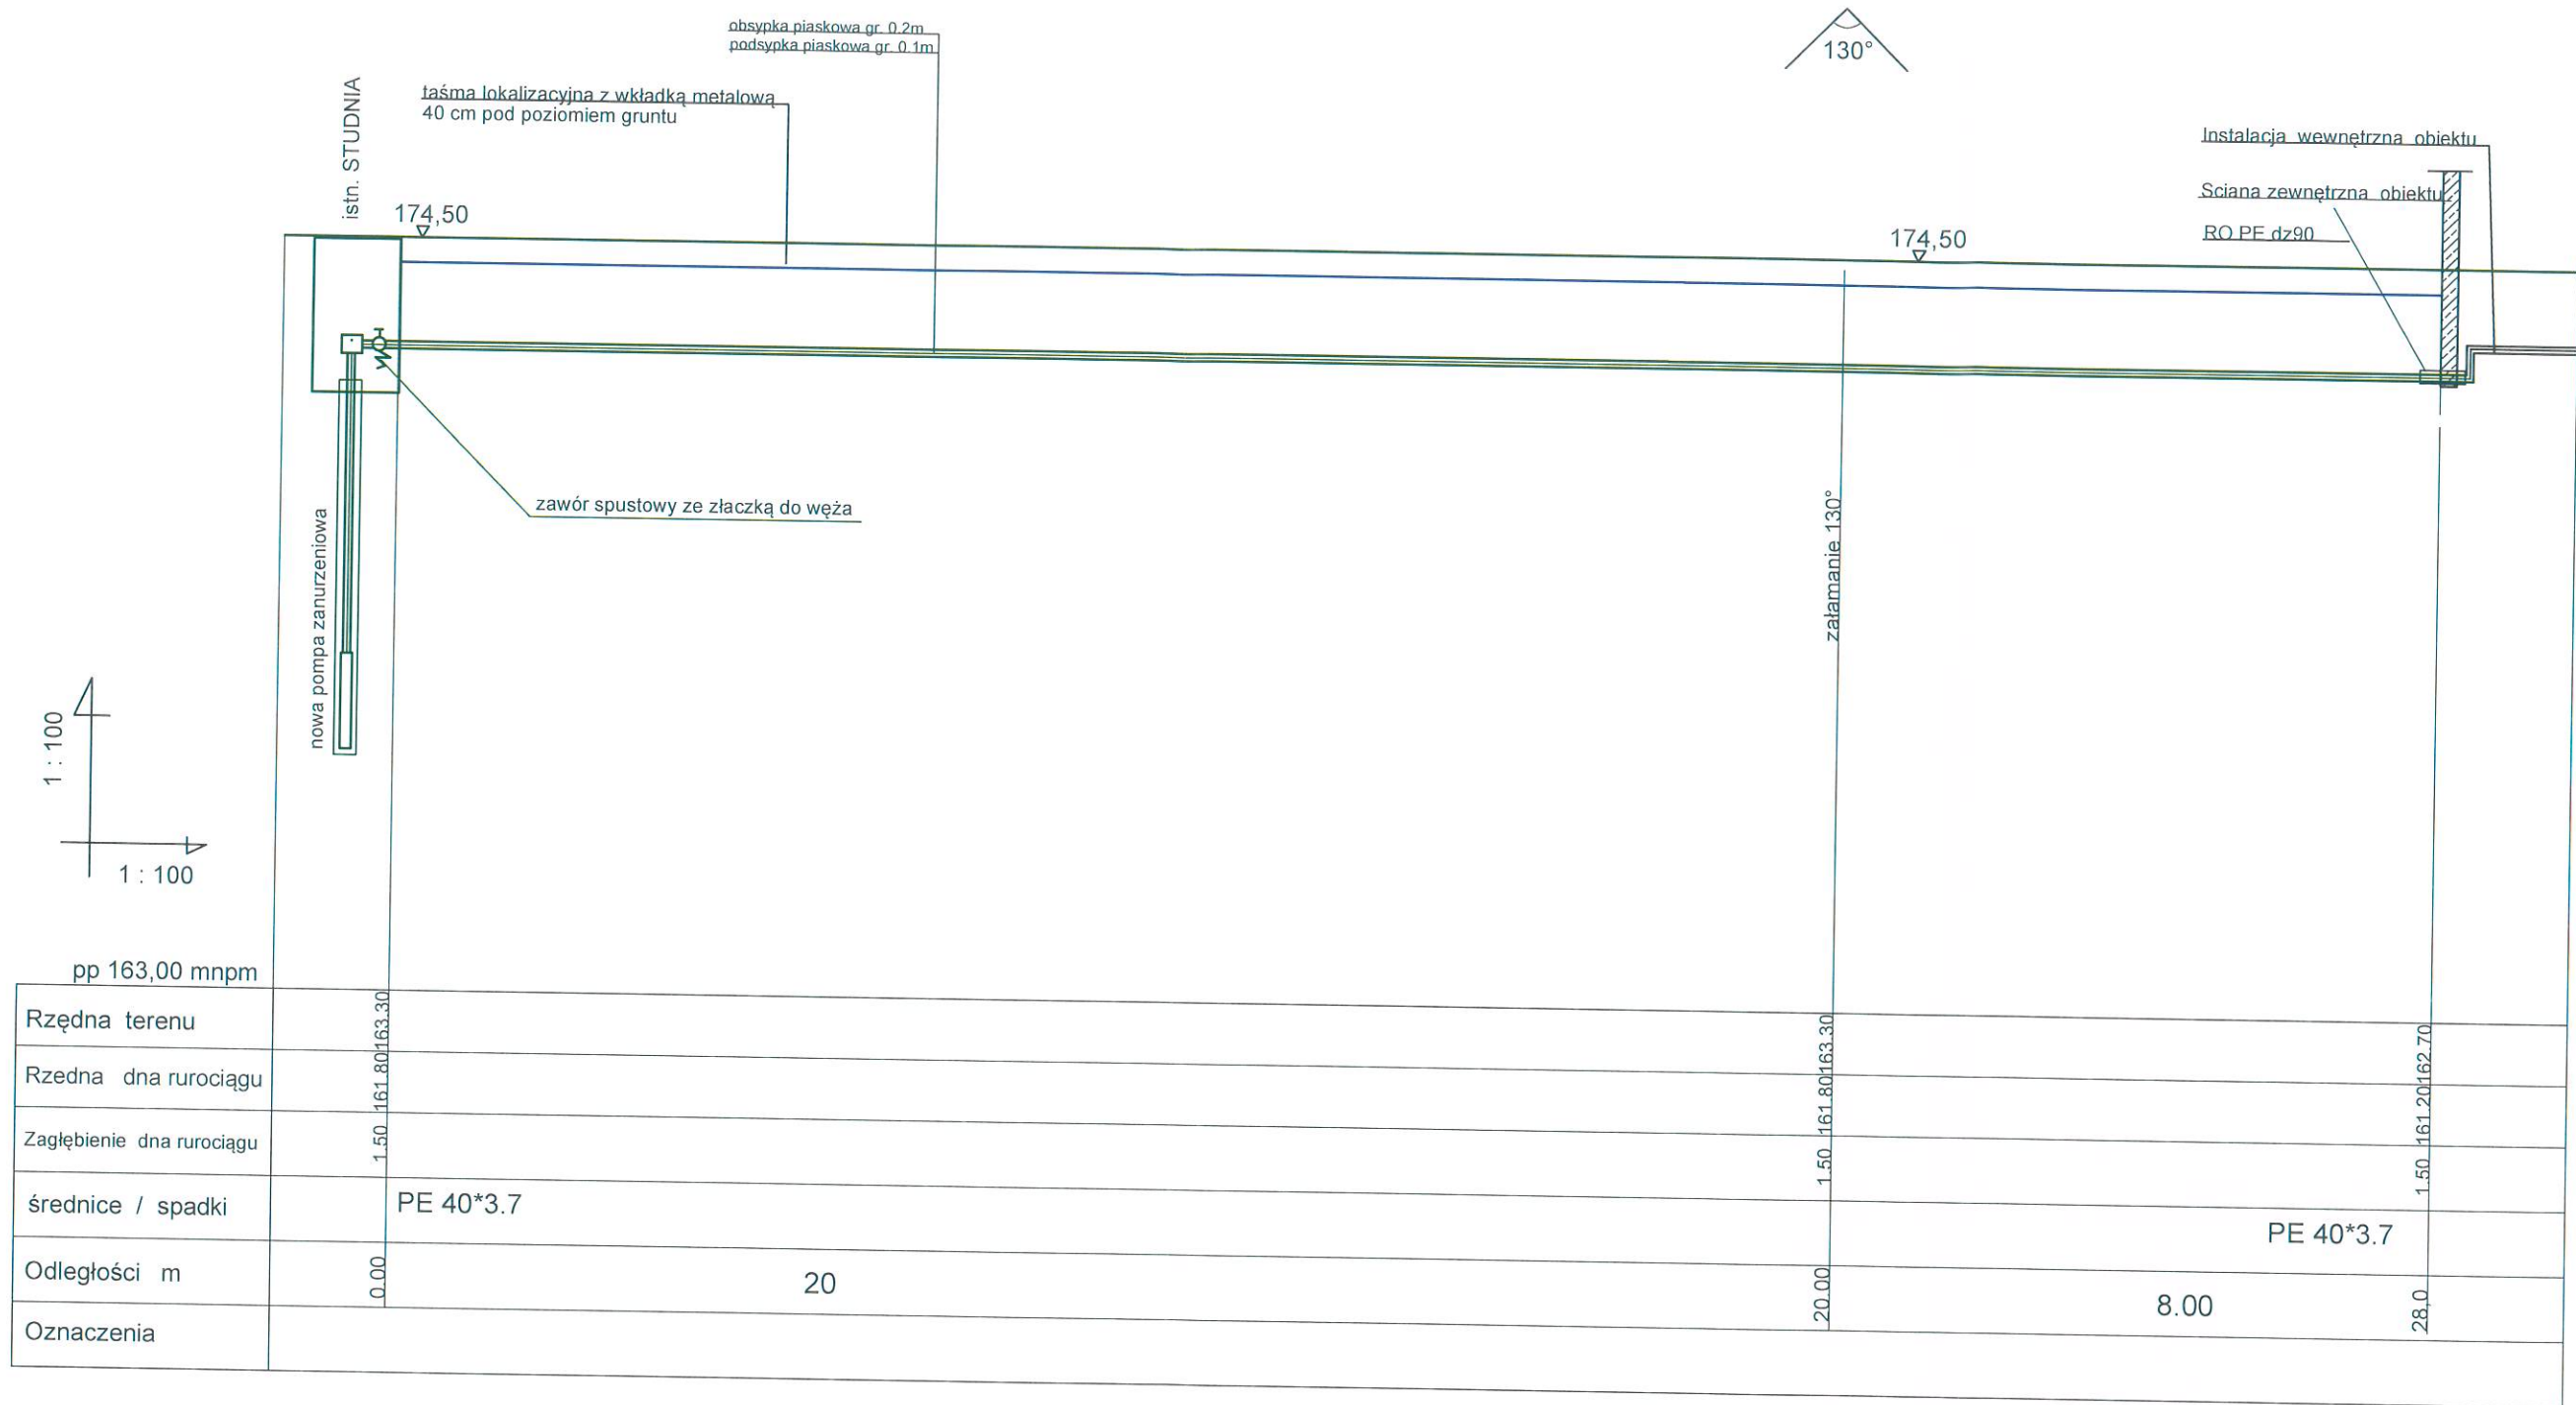 obsypka piaskowa gr. 0.2m
podsypka piaskowa gr. 0.1m
130°
istn. STUDNIA
taśma lokalizacyjna z wkładką metalową
40 cm pod poziomiem gruntu
Instalacja wewnętrzna obiektu
Sciana zewnętrzna obiektu
RO PE dz90
174,50
174,50
zawór spustowy ze złaczką do węża
nowa pompa zanurzeniowa
załamanie 130°
1 : 100
1 : 100
pp 163,00 mnpm
Rzędna terenu
163.30
163.30
162.70
Rzedna dna rurociągu
161.80
161.80
161.20
Zagłębienie dna rurociągu
1.50
1.50
1.50
średnice / spadki
PE 40*3.7
PE 40*3.7
Odległości m
0.00
20
20.00
8.00
28,0
Oznaczenia